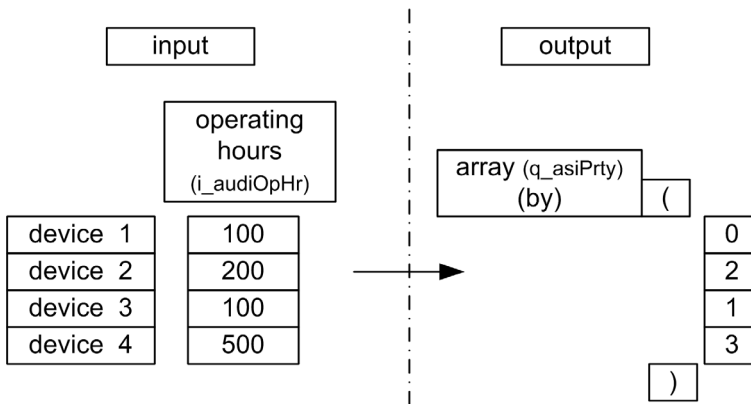 input
output
operating
hours
(i_audiOpHr)
array (q_asiPrty)
(by)
(
device 1
100
0
device 2
200
2
device 3
100
1
device 4
500
3
)